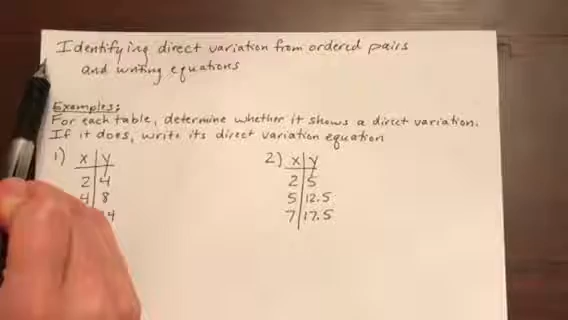 Identifying direct variation from ordered pairs
and writing equations
Examples:
For each table, determine whether it shows a direct variation.
If it does, write its direct variation equation
1) x y
2 4
4 8
4
2) x y
2 5
5 12.5
7 17.5